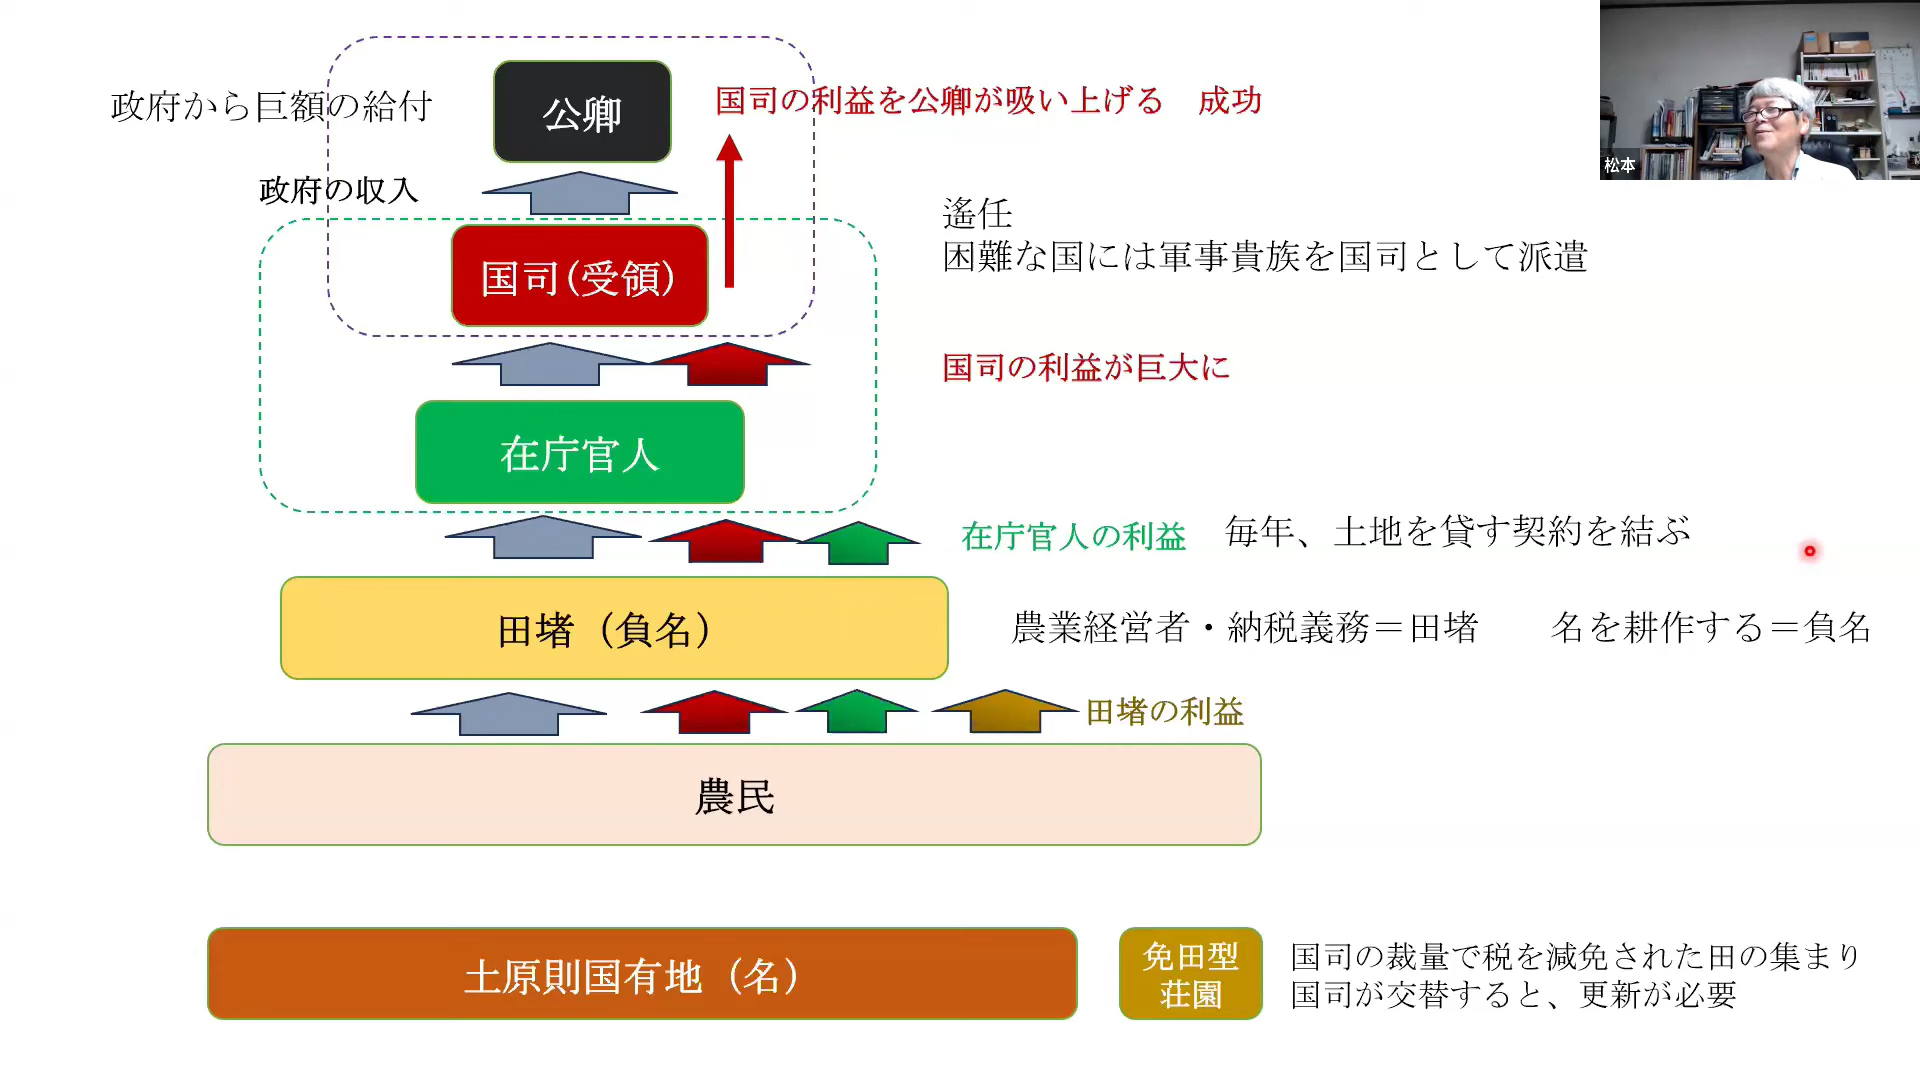 政府から巨額の給付
公卿
国司の利益を公卿が吸い上げる　成功
松本
政府の収入
遙任
困難な国には軍事貴族を国司として派遣
国司(受領)
国司の利益が巨大に
在庁官人
在庁官人の利益　毎年、土地を貸す契約を結ぶ
田堵（負名）
農業経営者・納税義務＝田堵　　名を耕作する＝負名
田堵の利益
農民
土原則国有地（名）
免田型
荘園
国司の裁量で税を減免された田の集まり
国司が交替すると、更新が必要